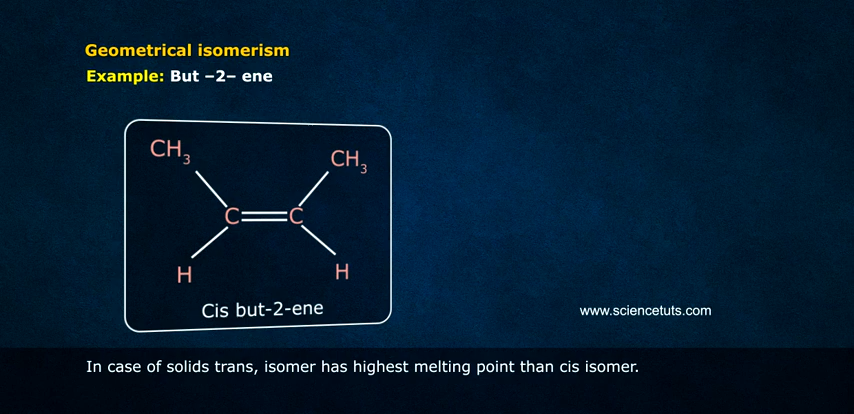 Geometrical isomerism
Example: But –2– ene
CH3 CH3
C C
H H
Cis but-2-ene
www.sciencetuts.com
In case of solids trans, isomer has highest melting point than cis isomer.